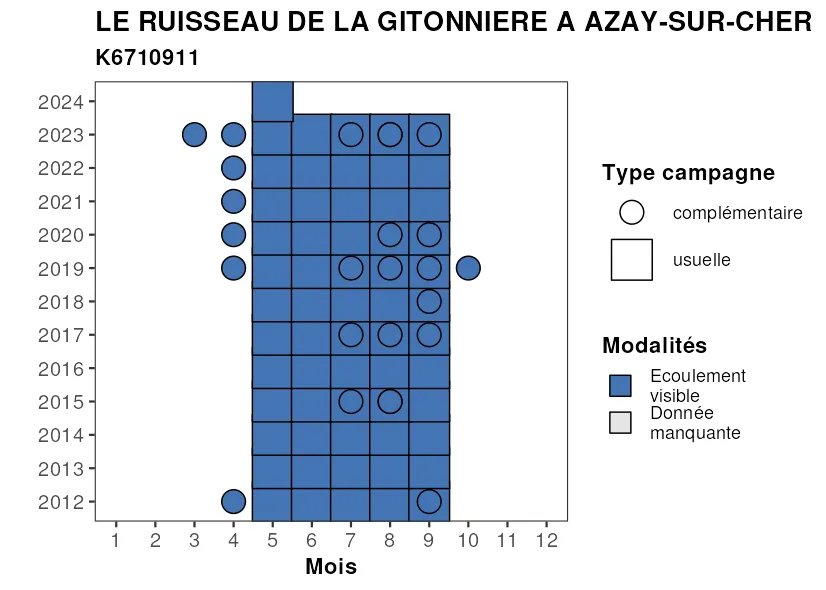 LE RUISSEAU DE LA GITONNIERE A AZAY-SUR-CHER
K6710911
2024
2023
2022
2021
2020
2019
2018
2017
2016
2015
2014
2013
2012
1 2 3 4 5 6 7 8 9 10 11 12
Mois
Type campagne
complémentaire
usuelle
Modalités
Ecoulement
visible
Donnée
manquante